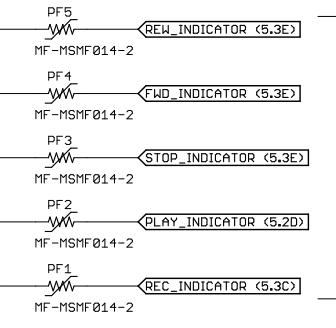 PF5
REW_INDICATOR (5.3E)
MF-MSMF014-2
PF4
FWD_INDICATOR (5.3E)
MF-MSMF014-2
PF3
STOP_INDICATOR (5.3E)
MF-MSMF014-2
PF2
PLAY_INDICATOR (5.2D)
MF-MSMF014-2
PF1
REC_INDICATOR (5.3C)
MF-MSMF014-2